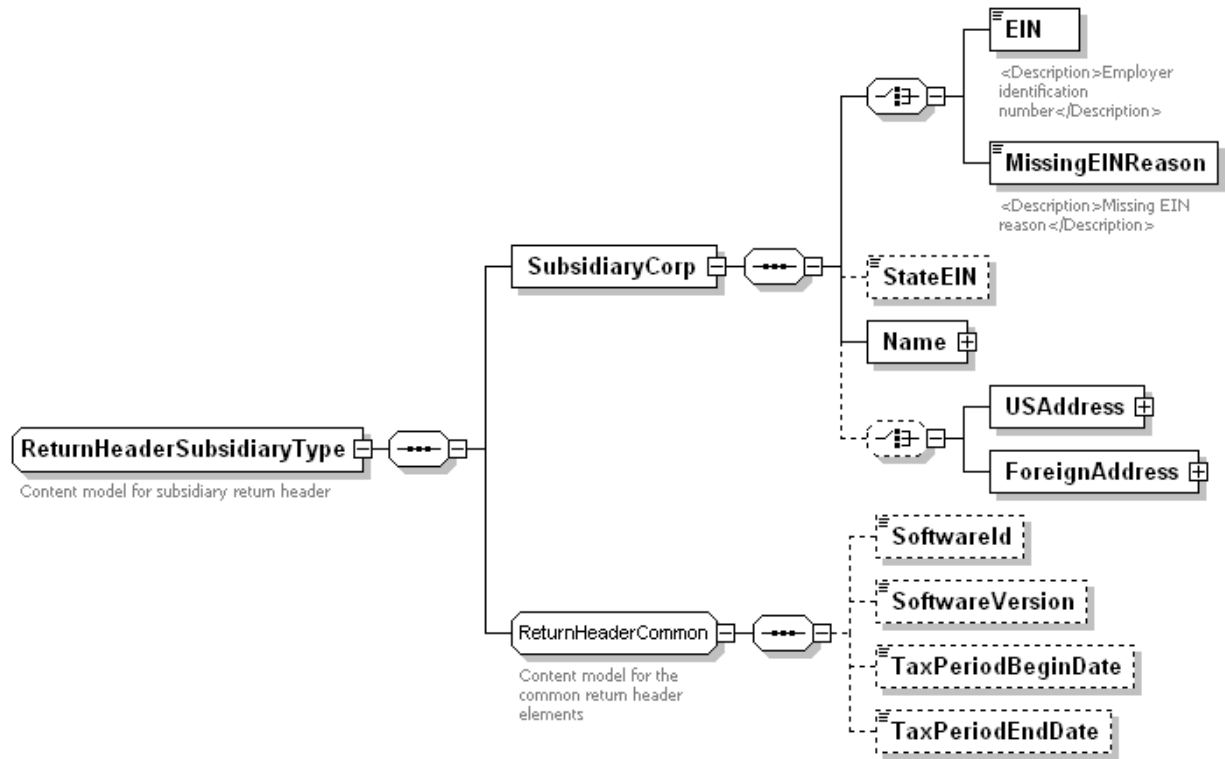 EIN
<Description>Employer
identification
number</Description>
MissingEINReason
<Description>Missing EIN
reason</Description>
SubsidiaryCorp
StateEIN
Name
USAddress
ForeignAddress
ReturnHeaderSubsidiaryType
Content model for subsidiary return header
SoftwareId
SoftwareVersion
ReturnHeaderCommon
Content model for the
common return header
elements
TaxPeriodBeginDate
TaxPeriodEndDate